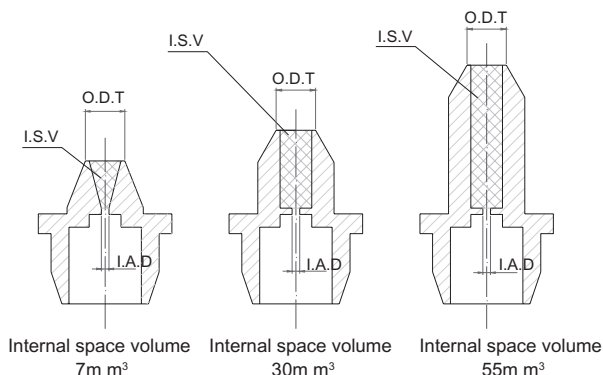 I.S.V
O.D.T
I.A.D
Internal space volume
7m m³
I.S.V
O.D.T
I.A.D
Internal space volume
30m m³
I.S.V
O.D.T
I.A.D
Internal space volume
55m m³